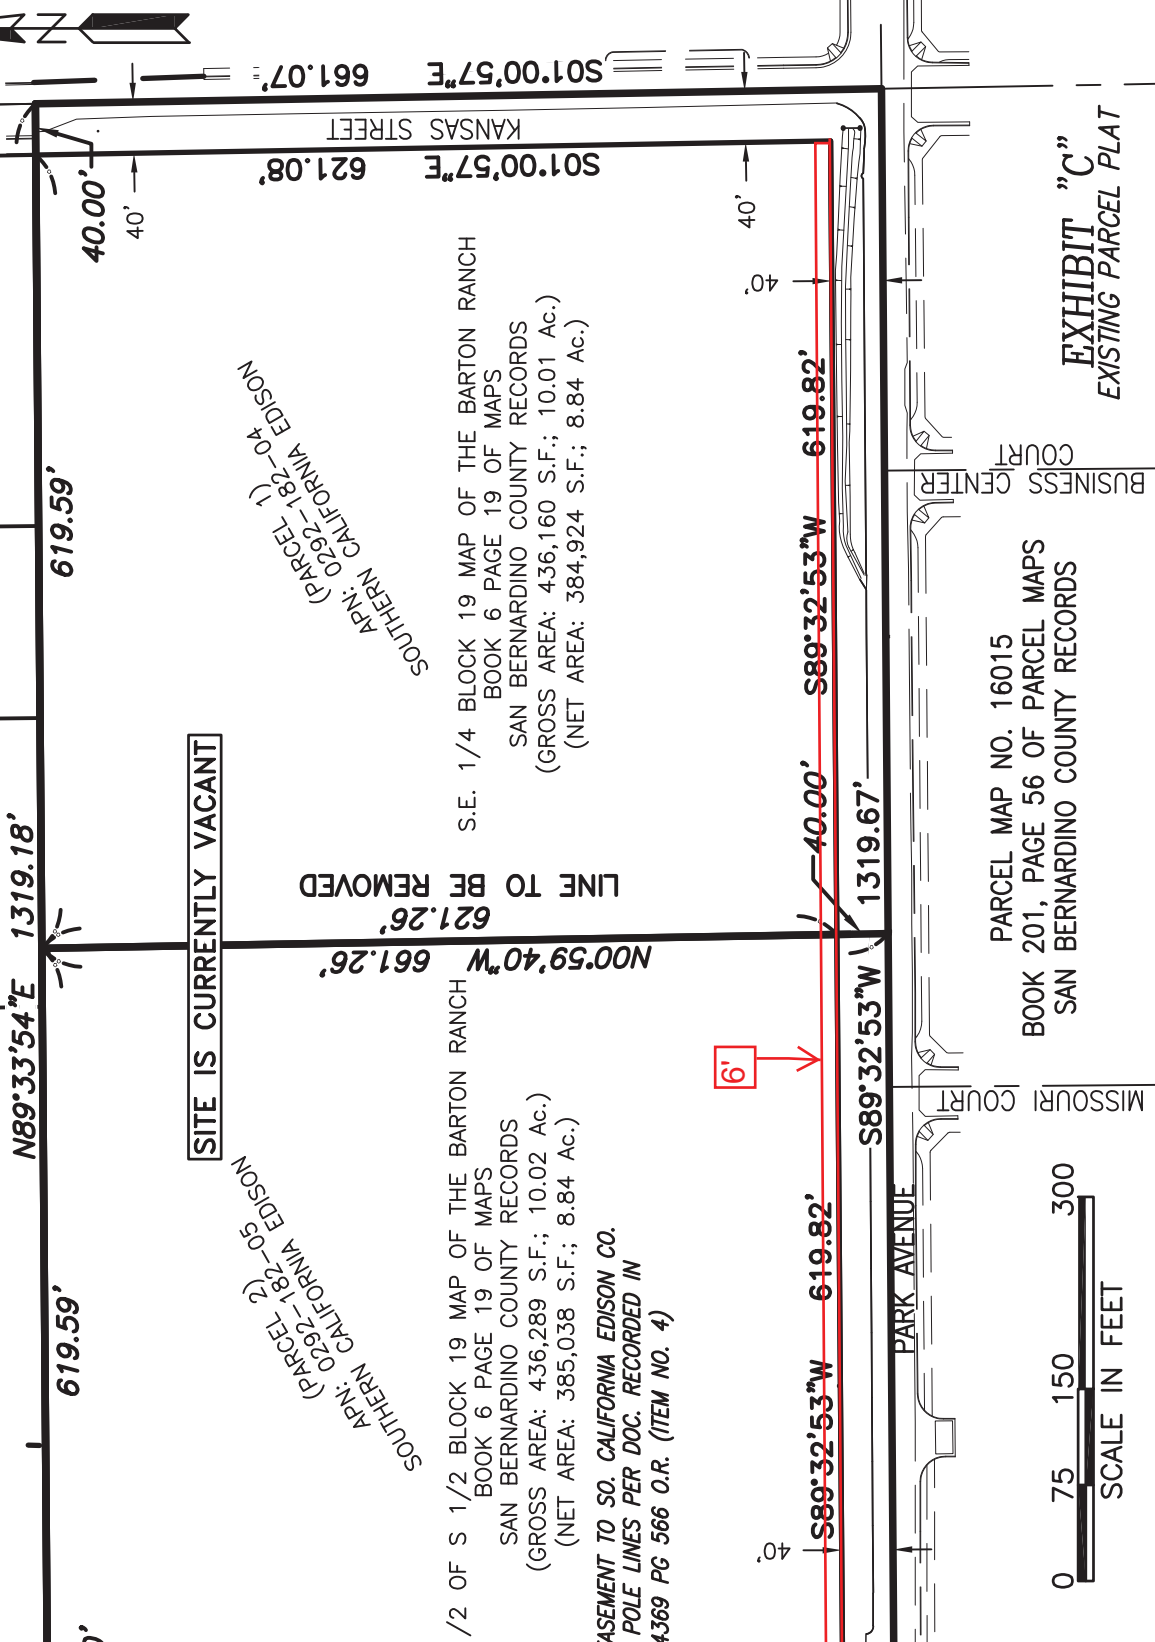 N
S01°00'57"E 661.07'
KANSAS STREET
S01°00'57"E 621.08'
40.00'
40'
40'
40'
619.59'
1319.18'
N89°33'54"E
619.59'
SITE IS CURRENTLY VACANT
(PARCEL 1)
APN: 0292-182-04
SOUTHERN CALIFORNIA EDISON
S.E. 1/4 BLOCK 19 MAP OF THE BARTON RANCH
BOOK 6 PAGE 19 OF MAPS
SAN BERNARDINO COUNTY RECORDS
(GROSS AREA: 436,160 S.F.; 10.01 Ac.)
(NET AREA: 384,924 S.F.; 8.84 Ac.)
619.82'
S89°32'53"W
40.00'
1319.67'
S89°32'53"W
LINE TO BE REMOVED
621.26'
N00°59'40"W 661.26'
(PARCEL 2)
APN: 0292-182-05
SOUTHERN CALIFORNIA EDISON
/2 OF S 1/2 BLOCK 19 MAP OF THE BARTON RANCH
BOOK 6 PAGE 19 OF MAPS
SAN BERNARDINO COUNTY RECORDS
(GROSS AREA: 436,289 S.F.; 10.02 Ac.)
(NET AREA: 385,038 S.F.; 8.84 Ac.)
ASEMENT TO SO. CALIFORNIA EDISON CO.
POLE LINES PER DOC. RECORDED IN
4369 PG 566 O.R. (ITEM NO. 4)
6'
619.82'
S89°32'53"W
40'
PARK AVENUE
BUSINESS CENTER
COURT
MISSOURI COURT
PARCEL MAP NO. 16015
BOOK 201, PAGE 56 OF PARCEL MAPS
SAN BERNARDINO COUNTY RECORDS
EXHIBIT "C"
EXISTING PARCEL PLAT
0 75 150 300
SCALE IN FEET